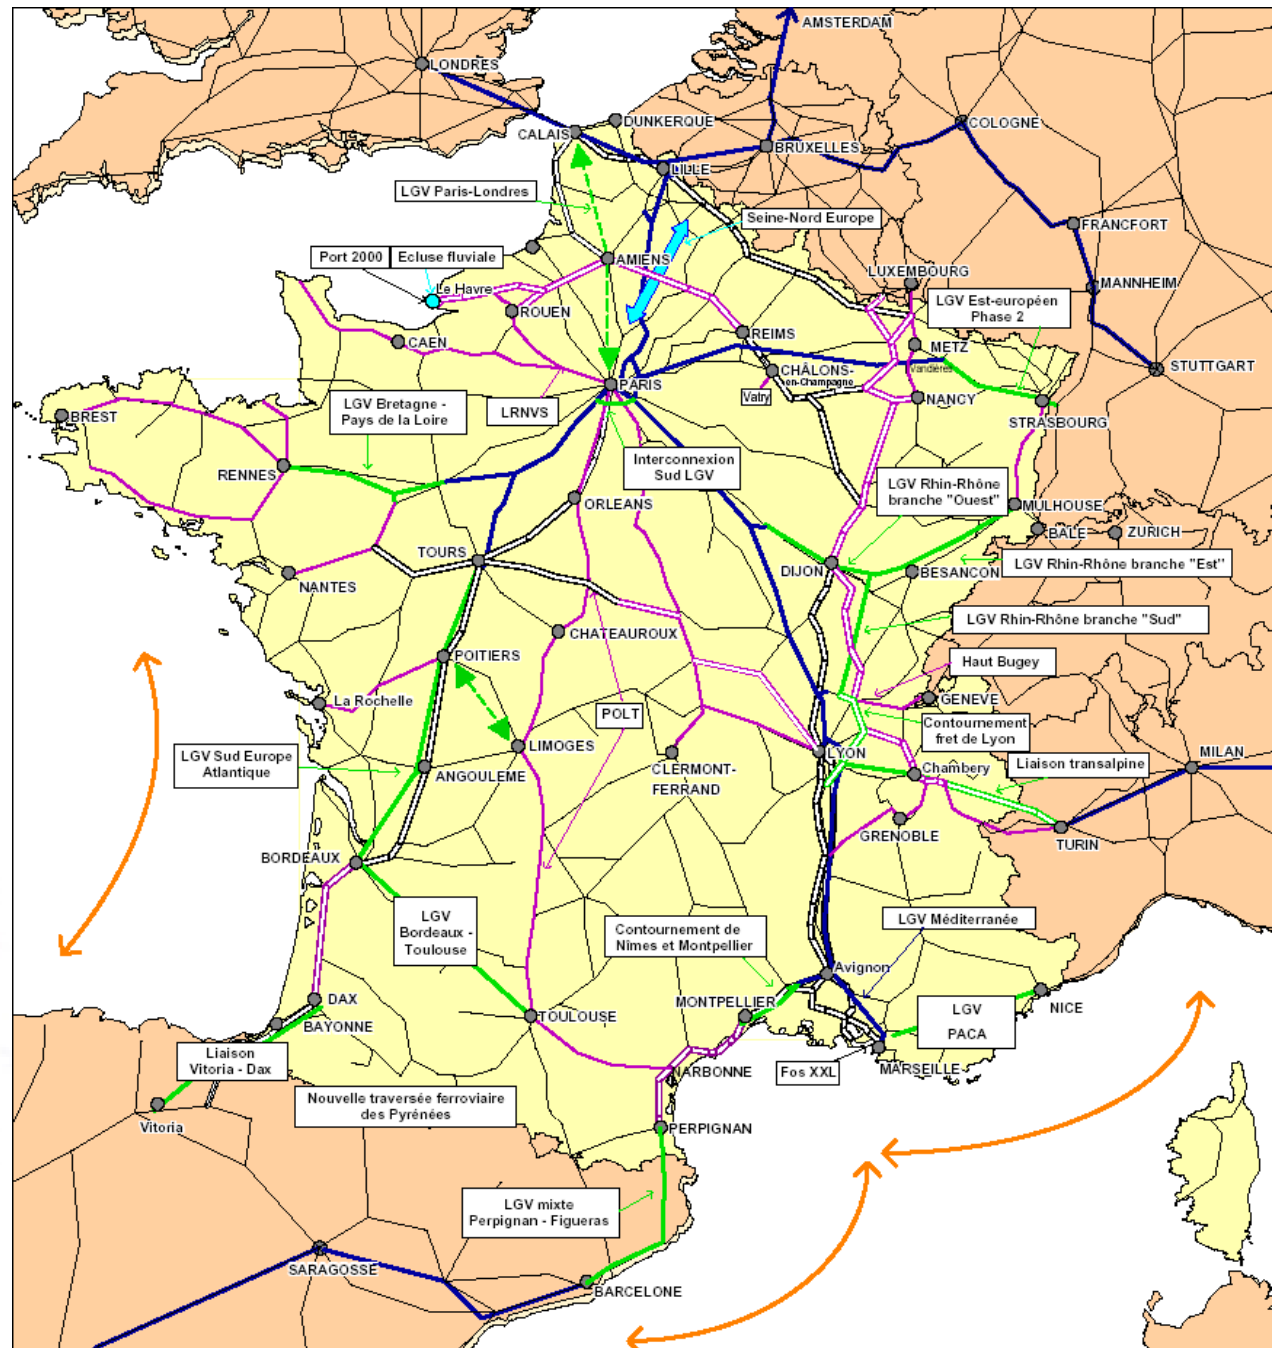 AMSTERDAM
LONDRES
DUNKERQUE
CALAIS
COLOGNE
BRUXELLES
LILLE
LGV Paris-Londres
Seine-Nord Europe
FRANCFORT
Port 2000
Ecluse fluviale
AMIENS
LUXEMBOURG
Le Havre
MANNHEIM
LGV Est-européen
Phase 2
ROUEN
REIMS
CAEN
METZ
Vandières
CHÂLONS-
en-Champagne
STUTTGART
PARIS
Vatry
NANCY
BREST
LGV Bretagne -
Pays de la Loire
LRNVS
STRASBOURG
RENNES
Interconnexion
Sud LGV
LGV Rhin-Rhône
branche "Ouest"
ORLEANS
MULHOUSE
BÂLE
ZURICH
TOURS
DIJON
BESANCON
LGV Rhin-Rhône branche "Est"
NANTES
LGV Rhin-Rhône branche "Sud"
CHATEAUROUX
POITIERS
Haut Bugey
La Rochelle
GENEVE
POLT
Contournement
fret de Lyon
LGV Sud Europe
Atlantique
LIMOGES
LYON
MILAN
Liaison transalpine
ANGOULEME
CLERMONT-
FERRAND
Chambery
GRENOBLE
TURIN
BORDEAUX
LGV
Bordeaux -
Toulouse
Contournement de
Nîmes et Montpellier
LGV Méditerranée
Avignon
DAX
MONTPELLIER
NICE
BAYONNE
TOULOUSE
LGV
PACA
Liaison
Vitoria - Dax
NARBONNE
Fos XXL
MARSEILLE
Nouvelle traversée ferroviaire
des Pyrénées
Vitoria
PERPIGNAN
LGV mixte
Perpignan - Figueras
SARAGOSSE
BARCELONE